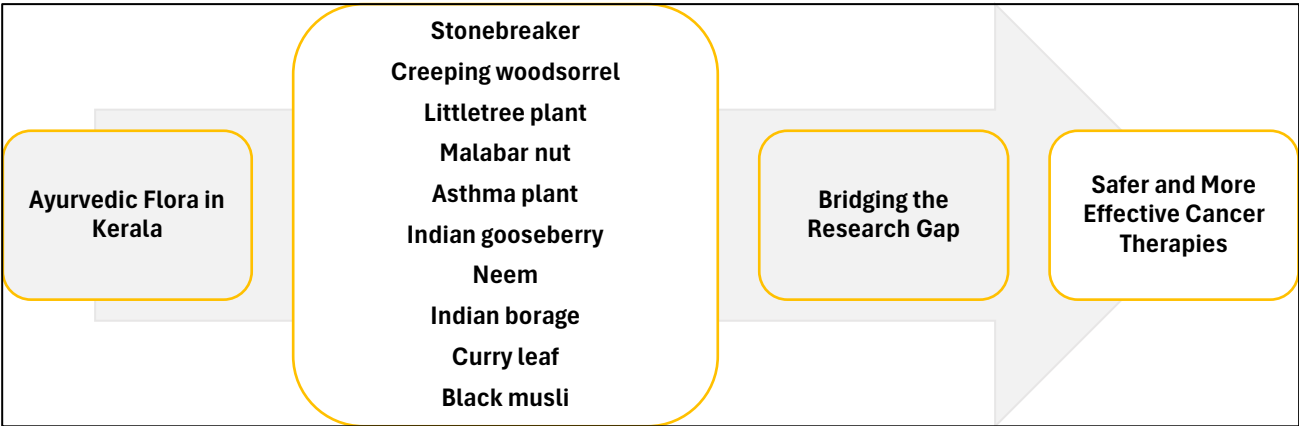 Ayurvedic Flora in
Kerala
Stonebreaker
Creeping woodsorrel
Littletree plant
Malabar nut
Asthma plant
Indian gooseberry
Neem
Indian borage
Curry leaf
Black musli
Bridging the
Research Gap
Safer and More
Effective Cancer
Therapies